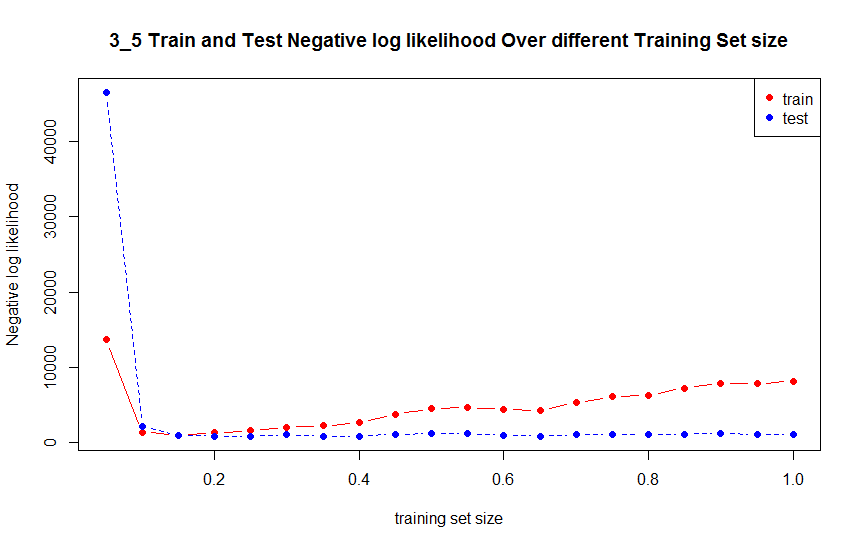 3_5 Train and Test Negative log likelihood Over different Training Set size
train
test
Negative log likelihood
40000
30000
20000
10000
0
0.2 0.4 0.6 0.8 1.0
training set size